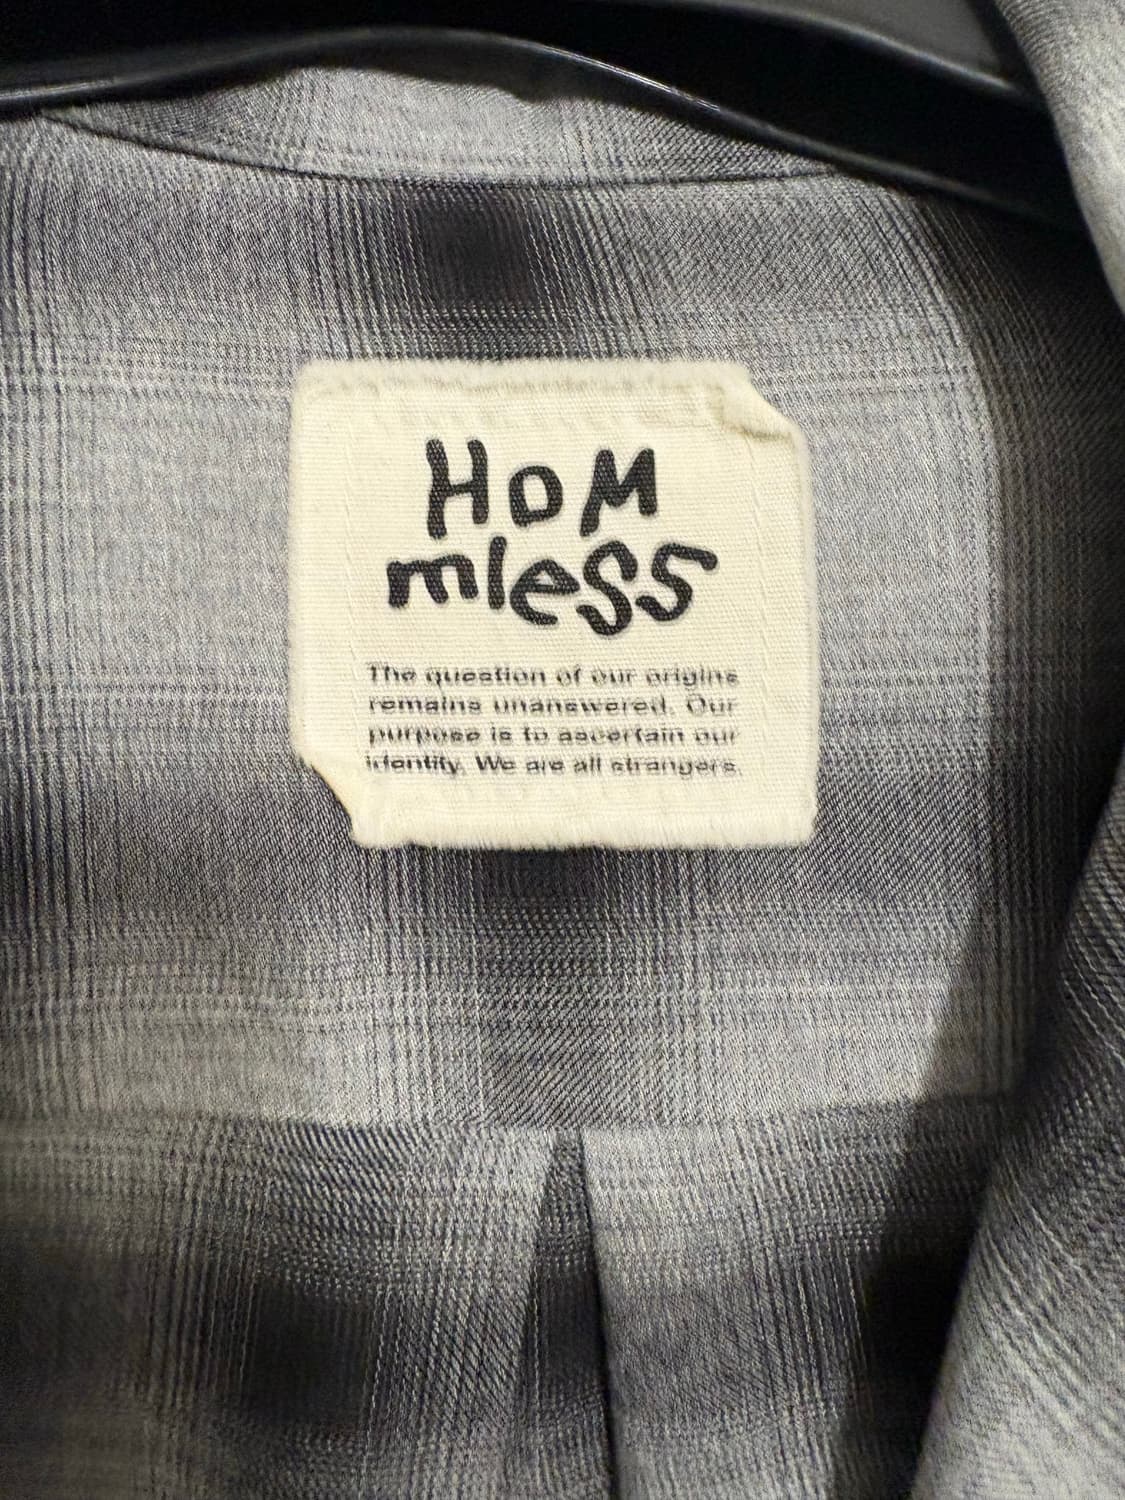 HOM
mless
The question of our origins
remains unanswered. Our
purpose is to ascertain our
identity. We are all strangers.